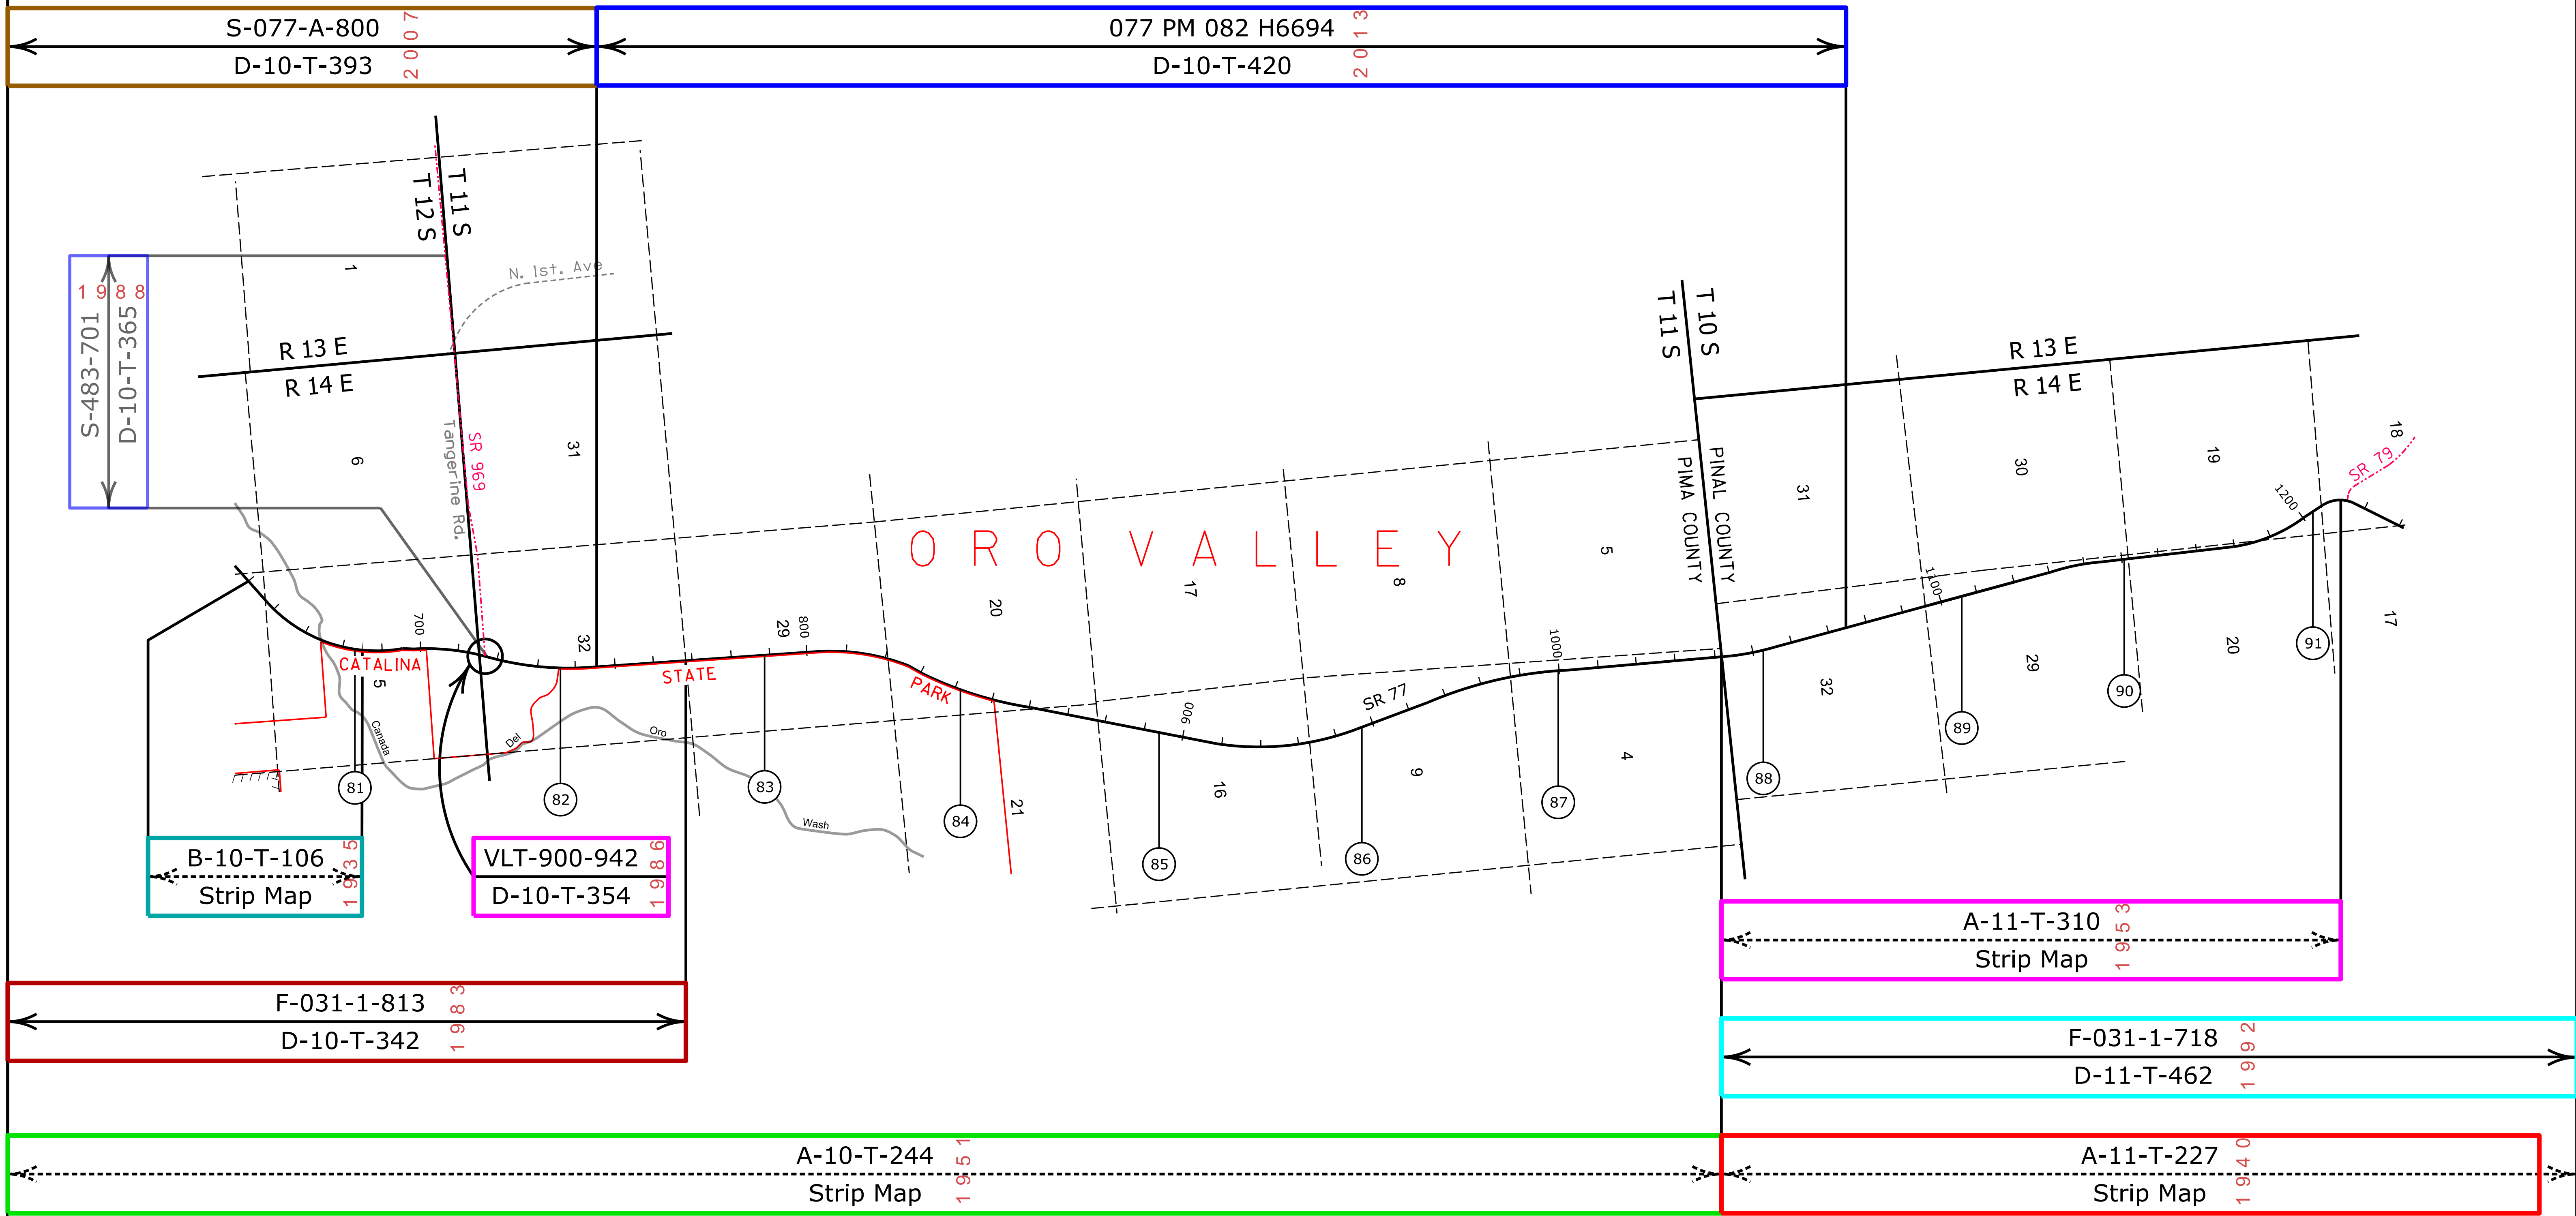 S-077-A-800
2007
D-10-T-393
077 PM 082 H6694
2013
D-10-T-420
T 11 S
T 12 S
1
N. 1st. Ave
1988
S-483-701
D-10-T-365
R 13 E
R 14 E
6
Tangerine Rd.
SR 969
31
T 10 S
T 11 S
R 13 E
R 14 E
PINAL COUNTY
PIMA COUNTY
31
30
19
18
SR 79
1200
17
ORO VALLEY
5
8
17
20
29
800
32
700
1000
1100
CATALINA
STATE
PARK
5
SR 77
900
Canada
Del
Oro
Wash
21
16
9
4
32
29
20
81
82
83
84
85
86
87
88
89
90
91
B-10-T-106
1935
Strip Map
VLT-900-942
1986
D-10-T-354
A-11-T-310
1953
Strip Map
F-031-1-813
1983
D-10-T-342
F-031-1-718
1992
D-11-T-462
A-10-T-244
1951
Strip Map
A-11-T-227
1940
Strip Map